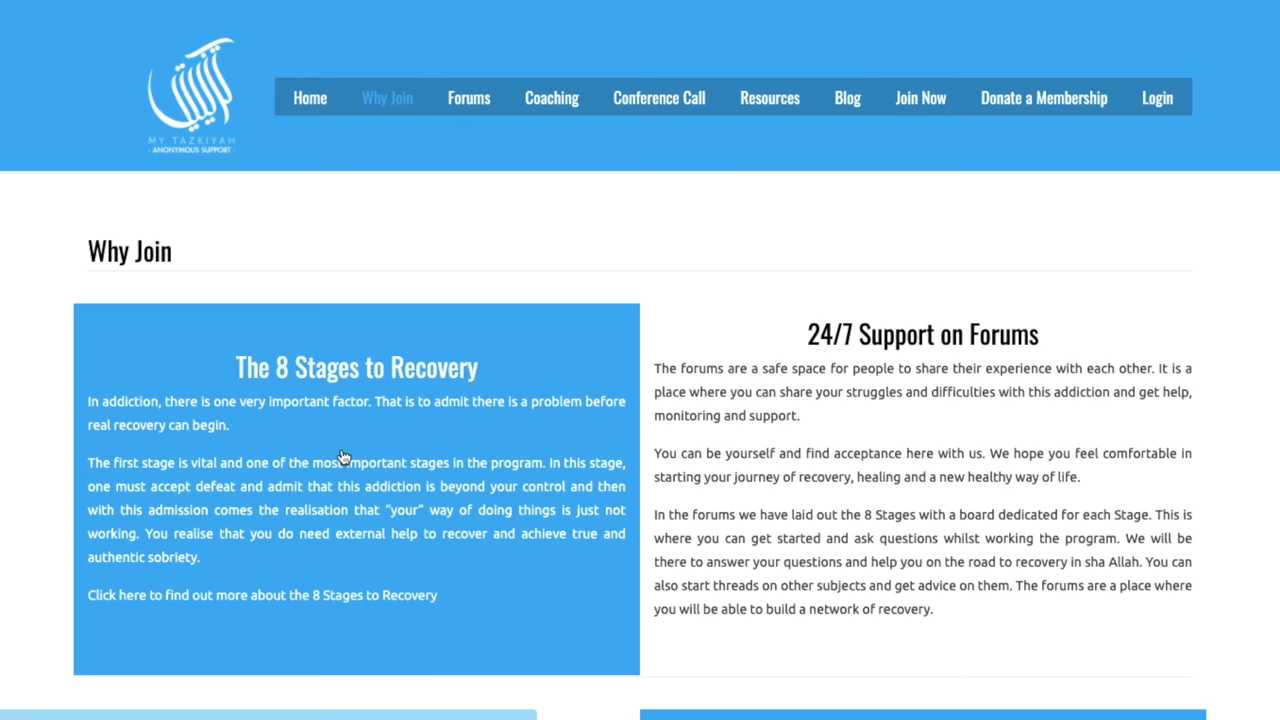 MY TAZKIYAH
- ANONYMOUS SUPPORT -
Home Why Join Forums Coaching Conference Call Resources Blog Join Now Donate a Membership Login
Why Join
The 8 Stages to Recovery
In addiction, there is one very important factor. That is to admit there is a problem before
real recovery can begin.
The first stage is vital and one of the most important stages in the program. In this stage,
one must accept defeat and admit that this addiction is beyond your control and then
with this admission comes the realisation that “your” way of doing things is just not
working. You realise that you do need external help to recover and achieve true and
authentic sobriety.
Click here to find out more about the 8 Stages to Recovery
24/7 Support on Forums
The forums are a safe space for people to share their experience with each other. It is a
place where you can share your struggles and difficulties with this addiction and get help,
monitoring and support.
You can be yourself and find acceptance here with us. We hope you feel comfortable in
starting your journey of recovery, healing and a new healthy way of life.
In the forums we have laid out the 8 Stages with a board dedicated for each Stage. This is
where you can get started and ask questions whilst working the program. We will be
there to answer your questions and help you on the road to recovery in sha Allah. You can
also start threads on other subjects and get advice on them. The forums are a place where
you will be able to build a network of recovery.